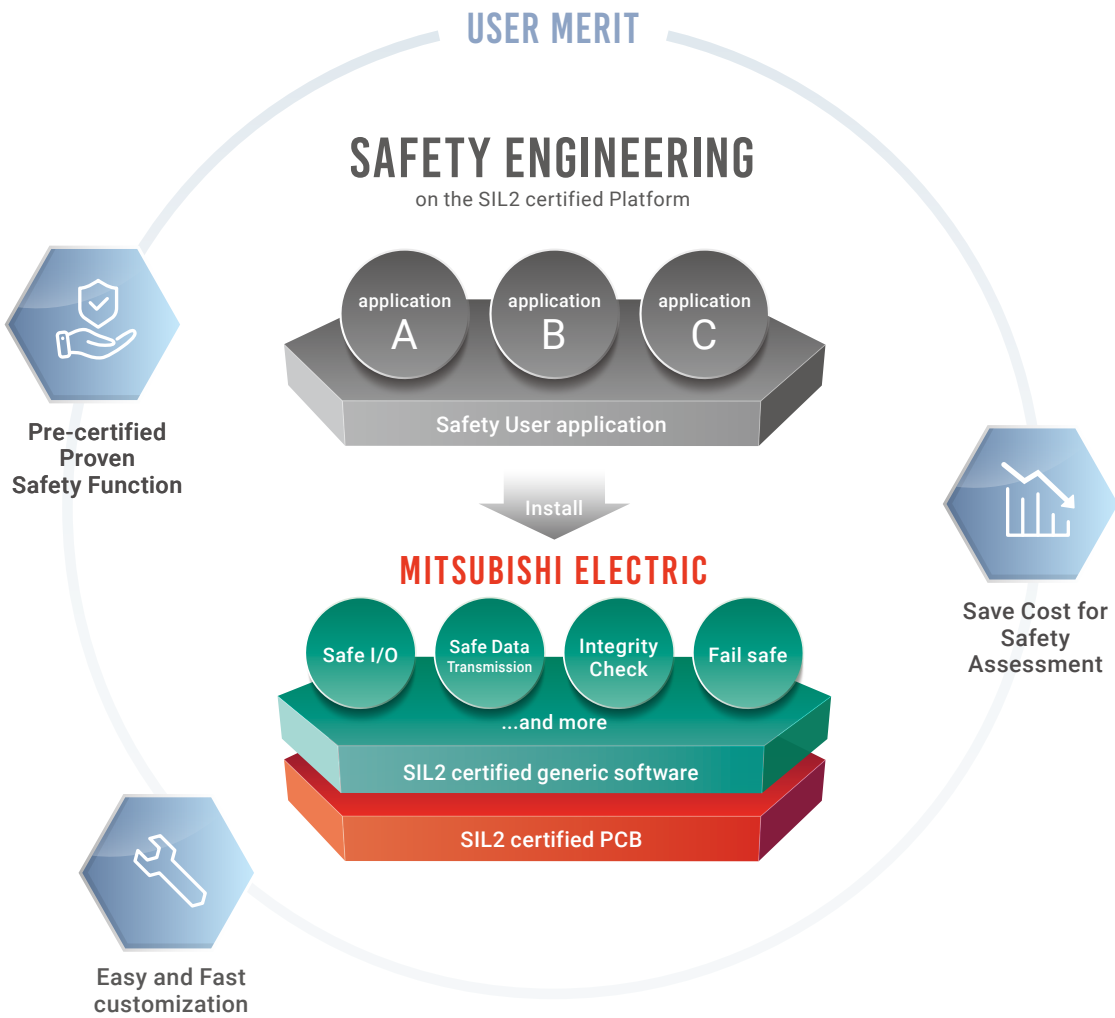 USER MERIT
SAFETY ENGINEERING
on the SIL2 certified Platform
application
A
application
B
application
C
Safety User application
Pre-certified
Proven
Safety Function
Install
MITSUBISHI ELECTRIC
Safe I/O
Safe Data
Transmission
Integrity
Check
Fail safe
...and more
SIL2 certified generic software
SIL2 certified PCB
Save Cost for
Safety
Assessment
Easy and Fast
customization